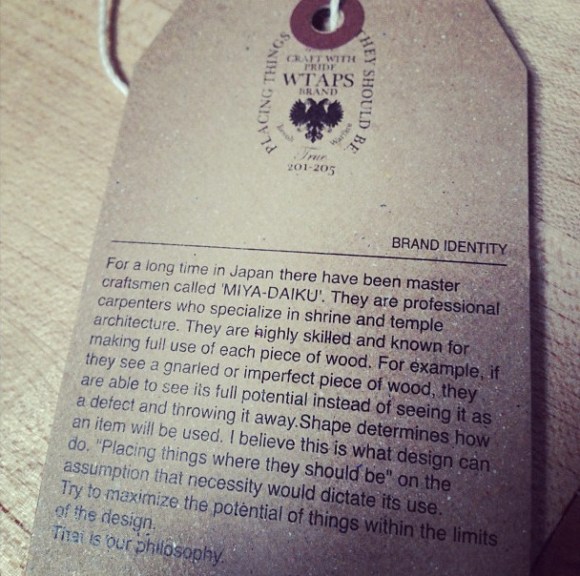 PLACING THINGS
THEY SHOULD BE
CRAFT WITH
PRIDE
WTAPS
BRAND
True
201-205
BRAND IDENTITY
For a long time in Japan there have been master
craftsmen called 'MIYA-DAIKU'. They are professional
carpenters who specialize in shrine and temple
architecture. They are highly skilled and known for
making full use of each piece of wood. For example, if
they see a gnarled or imperfect piece of wood, they
are able to see its full potential instead of seeing it as
a defect and throwing it away.Shape determines how
an item will be used. I believe this is what design can
do. "Placing things where they should be" on the
assumption that necessity would dictate its use.
Try to maximize the potential of things within the limits
of the design.
That is our philosophy.